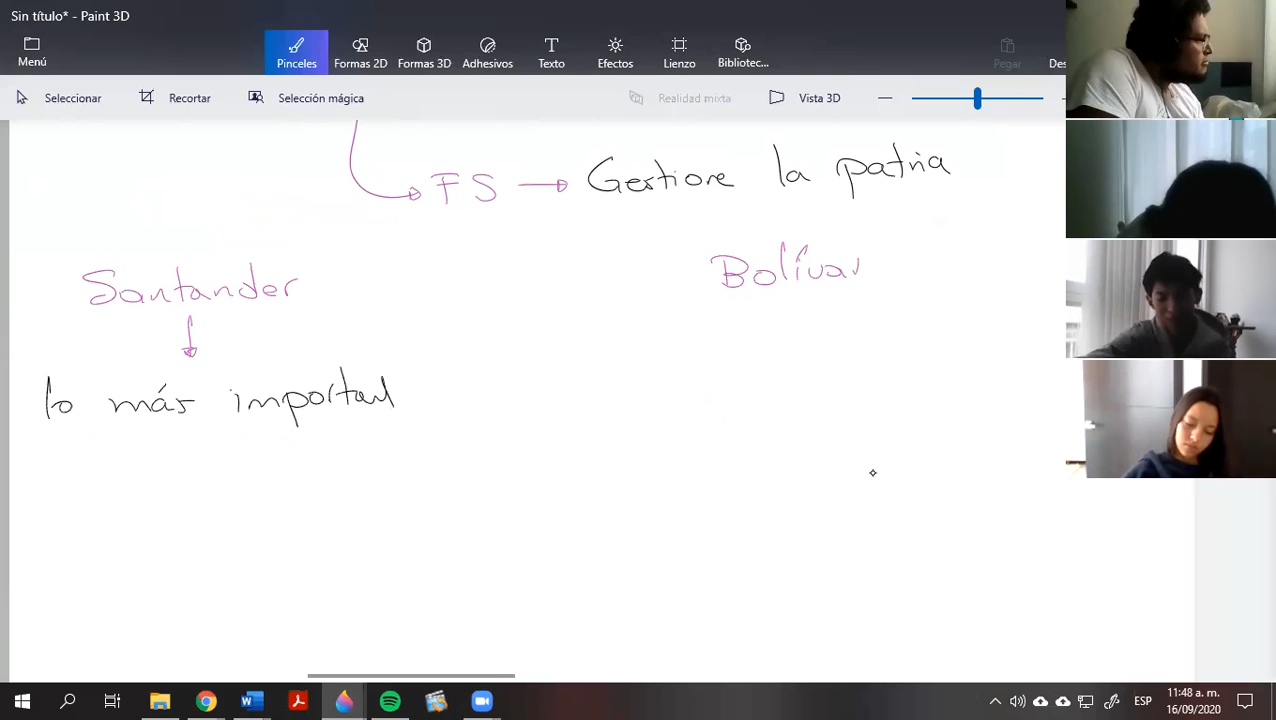 Sin título* - Paint 3D
Menú
Pinceles
Formas 2D
Formas 3D
Adhesivos
Texto
Efectos
Lienzo
Bibliotec...
Pegar
Des
Seleccionar
Recortar
Selección mágica
Realidad mixta
Vista 3D
FS → Gestione la patria
Santander
Bolívar
lo más important
ESP
11:48 a. m.
16/09/2020